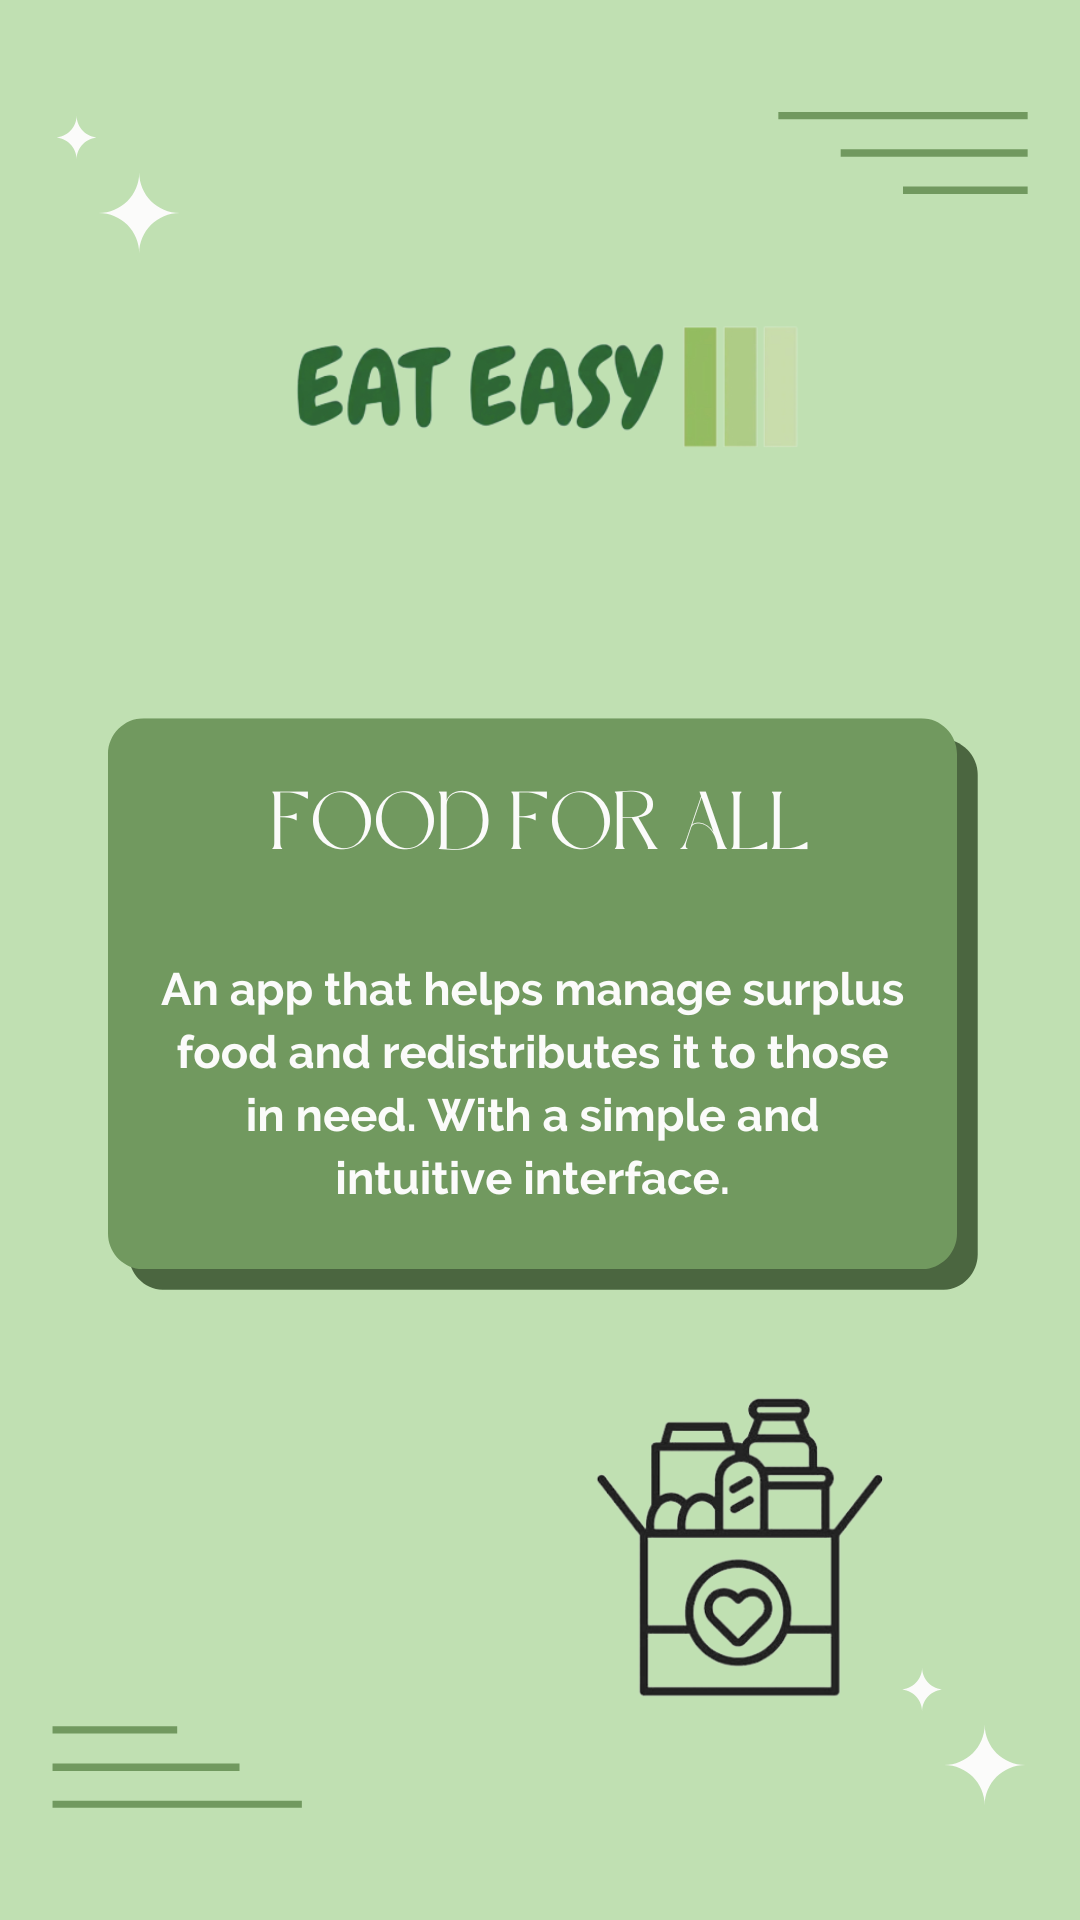 EAT EASY
FOOD FOR ALL
An app that helps manage surplus
food and redistributes it to those
in need. With a simple and
intuitive interface.